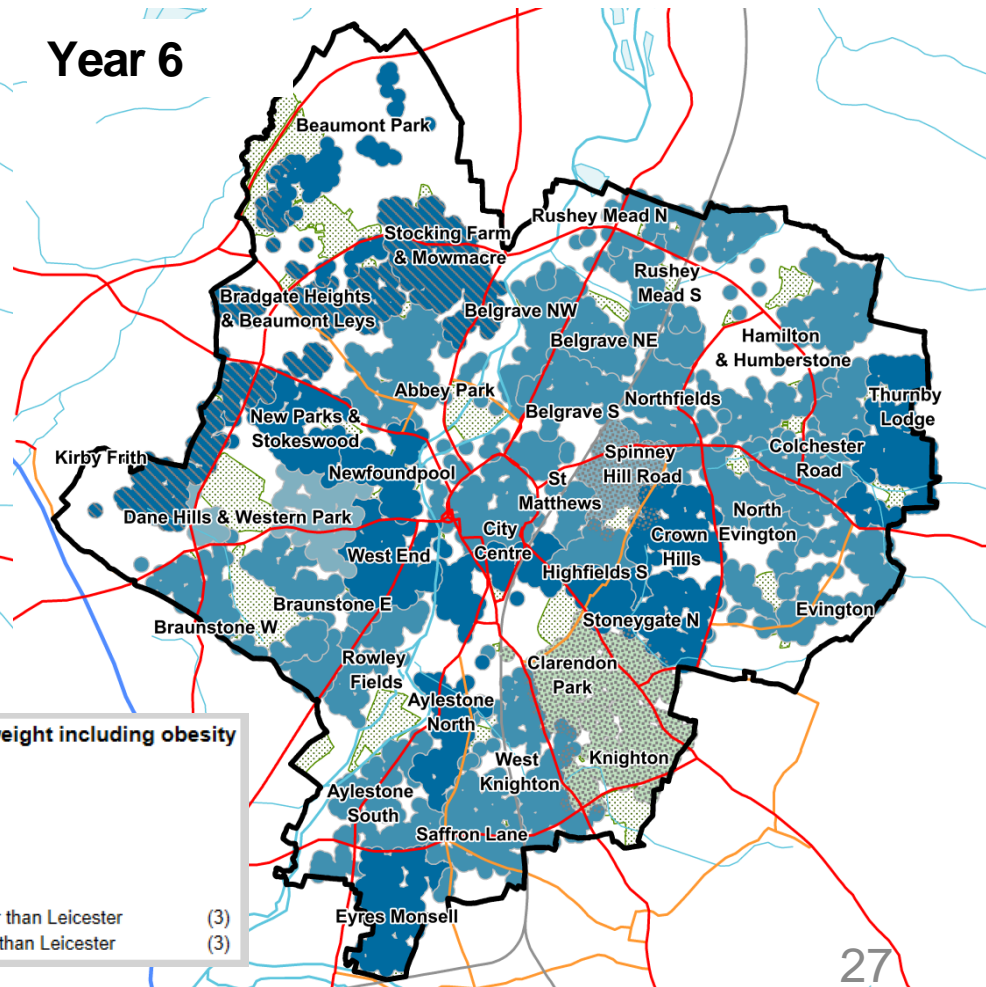 Year 6
Beaumont Park
Rushey Mead N
Stocking Farm
& Mowmacre
Rushey
Mead S
Bradgate Heights
& Beaumont Leys
Belgrave NW
Belgrave NE
Hamilton
& Humberstone
Abbey Park
Belgrave S
Northfields
Thurnby
Lodge
New Parks &
Stokeswood
Kirby Frith
Newfoundpool
Spinney
Hill Road
Colchester
Road
St
Matthews
Dane Hills & Western Park
North
Evington
City
Centre
Crown
Hills
West End
Highfields S
Braunstone E
Evington
Braunstone W
Stoneygate N
Rowley
Fields
Clarendon
Park
Aylestone
North
West
Knighton
Knighton
Aylestone
South
Saffron Lane
Eyres Monsell
weight including obesity
r than Leicester (3)
than Leicester (3)
27